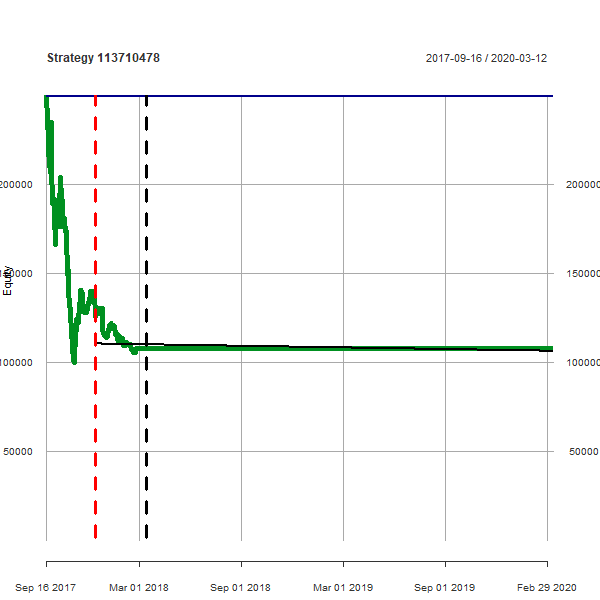 Strategy 113710478
2017-09-16 / 2020-03-12
200000 200000
Equity
150000
100000 100000
50000 50000
Sep 16 2017 Mar 01 2018 Sep 01 2018 Mar 01 2019 Sep 01 2019 Feb 29 2020